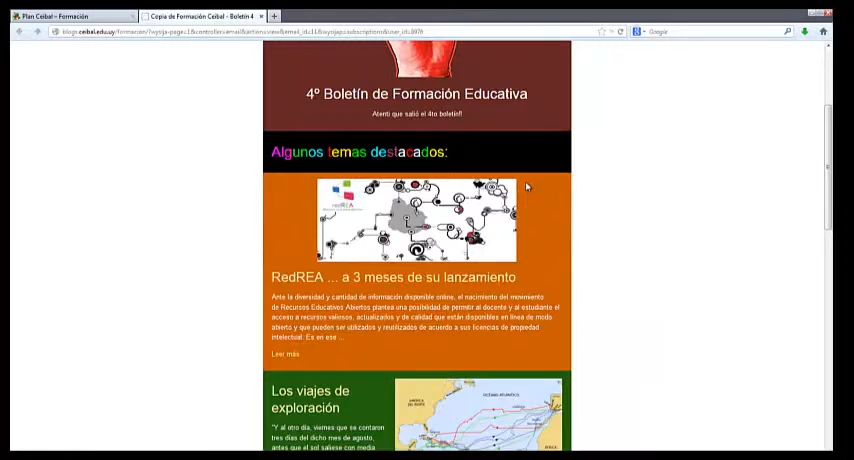 Plan Ceibal – Formación
Copia de Formación Ceibal - Boletín 4
Google
4º Boletín de Formación Educativa
Atenti que salió el 4to boletín!!
Algunos temas destacados:
redREA
RedREA ... a 3 meses de su lanzamiento
Ante la diversidad y cantidad de información disponible online, el nacimiento del movimiento
de Recursos Educativos Abiertos plantea una posibilidad de permitir al docente y al estudiante el
acceso a recursos valiosos, actualizados y de calidad que están disponibles en línea de modo
abierto y que pueden ser utilizados y reutilizados de acuerdo a sus licencias de propiedad
intelectual. Es en ese ...
Leer más
Los viajes de
exploración
"Y al otro día, viernes que se contaron
tres días del dicho mes de agosto,
antes que el sol saliese con media